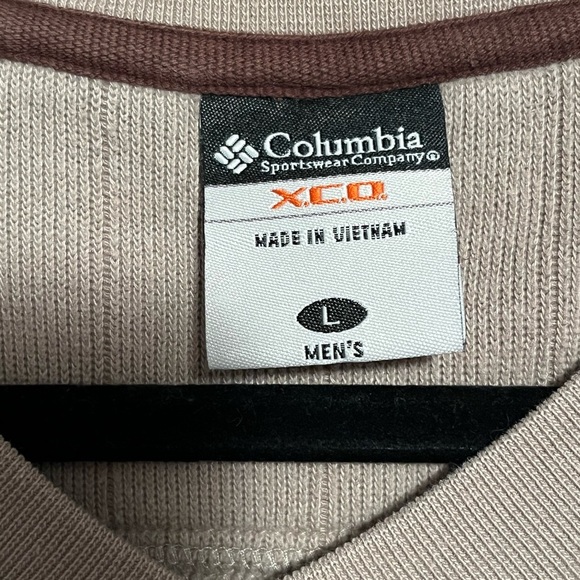 Columbia
Sportswear Company®
X.C.O.
MADE IN VIETNAM
L
MEN'S